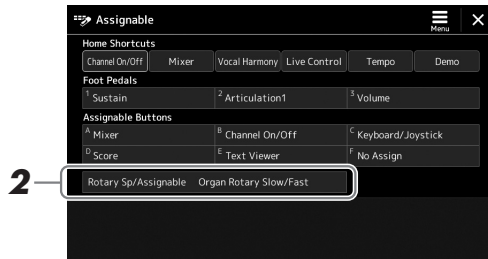 Assignable
Menu
Home Shortcuts
Channel On/Off Mixer Vocal Harmony Live Control Tempo Demo
Foot Pedals
1 Sustain 2 Articulation1 3 Volume
Assignable Buttons
A Mixer B Channel On/Off C Keyboard/Joystick
D Score E Text Viewer F No Assign
2 Rotary Sp/Assignable Organ Rotary Slow/Fast